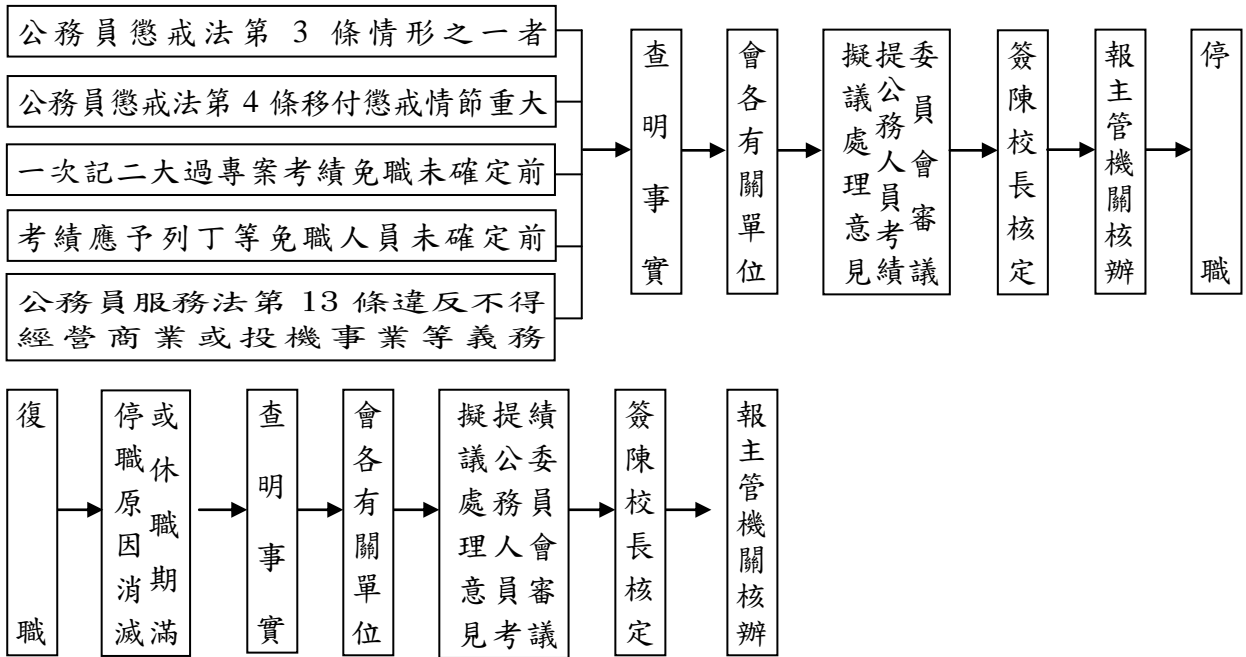 公務員懲戒法第 3 條情形之一者
公務員懲戒法第 4 條移付懲戒情節重大
一次記二大過專案考績免職未確定前
考績應予列丁等免職人員未確定前
公務員服務法第 13 條違反不得
經營商業或投機事業等義務
查明事實
會各有關單位
擬議處理意見
提公務人員考績
委員會審議
簽陳校長核定
報主管機關核辦
停職
復職
停職原因消滅
或休職期滿
查明事實
會各有關單位
擬議處理意見
提公務人員考
績委員會審議
簽陳校長核定
報主管機關核辦